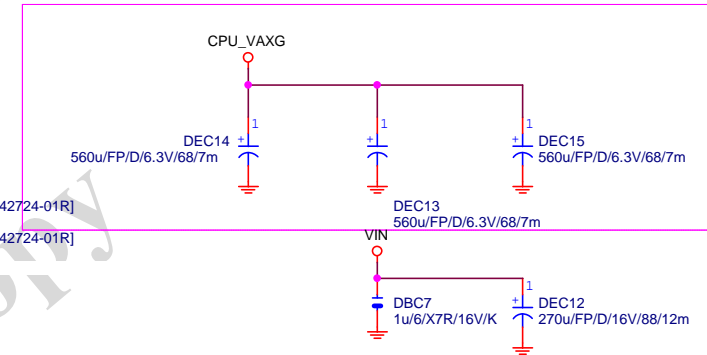 CPU_VAXG
1
1
1
+
+
+
DEC14
560u/FP/D/6.3V/68/7m
DEC15
560u/FP/D/6.3V/68/7m
42724-01R]
DEC13
560u/FP/D/6.3V/68/7m
42724-01R]
VIN
1
+
DBC7
1u/6/X7R/16V/K
DEC12
270u/FP/D/16V/88/12m
opy